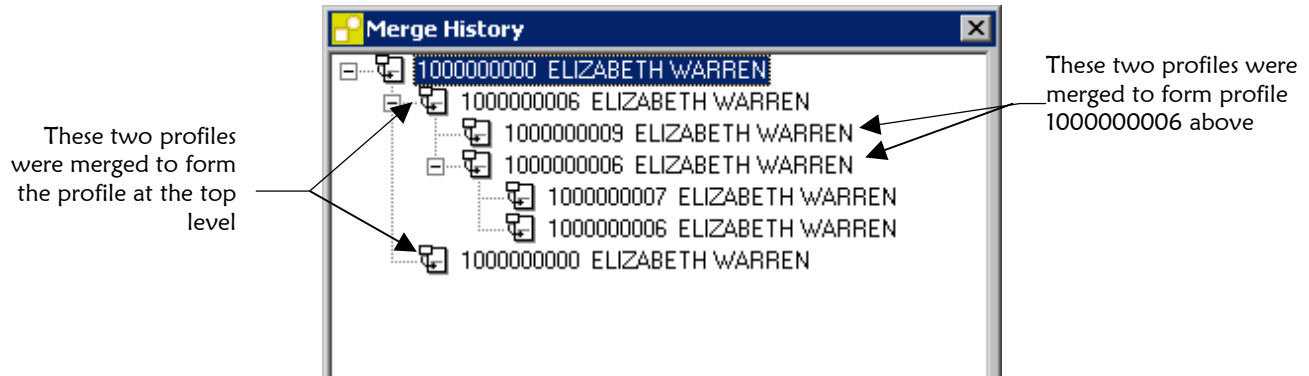 Merge History
1000000000 ELIZABETH WARREN
1000000006 ELIZABETH WARREN
1000000009 ELIZABETH WARREN
1000000006 ELIZABETH WARREN
1000000007 ELIZABETH WARREN
1000000006 ELIZABETH WARREN
1000000000 ELIZABETH WARREN
These two profiles
were merged to form
the profile at the top
level
These two profiles were
merged to form profile
1000000006 above